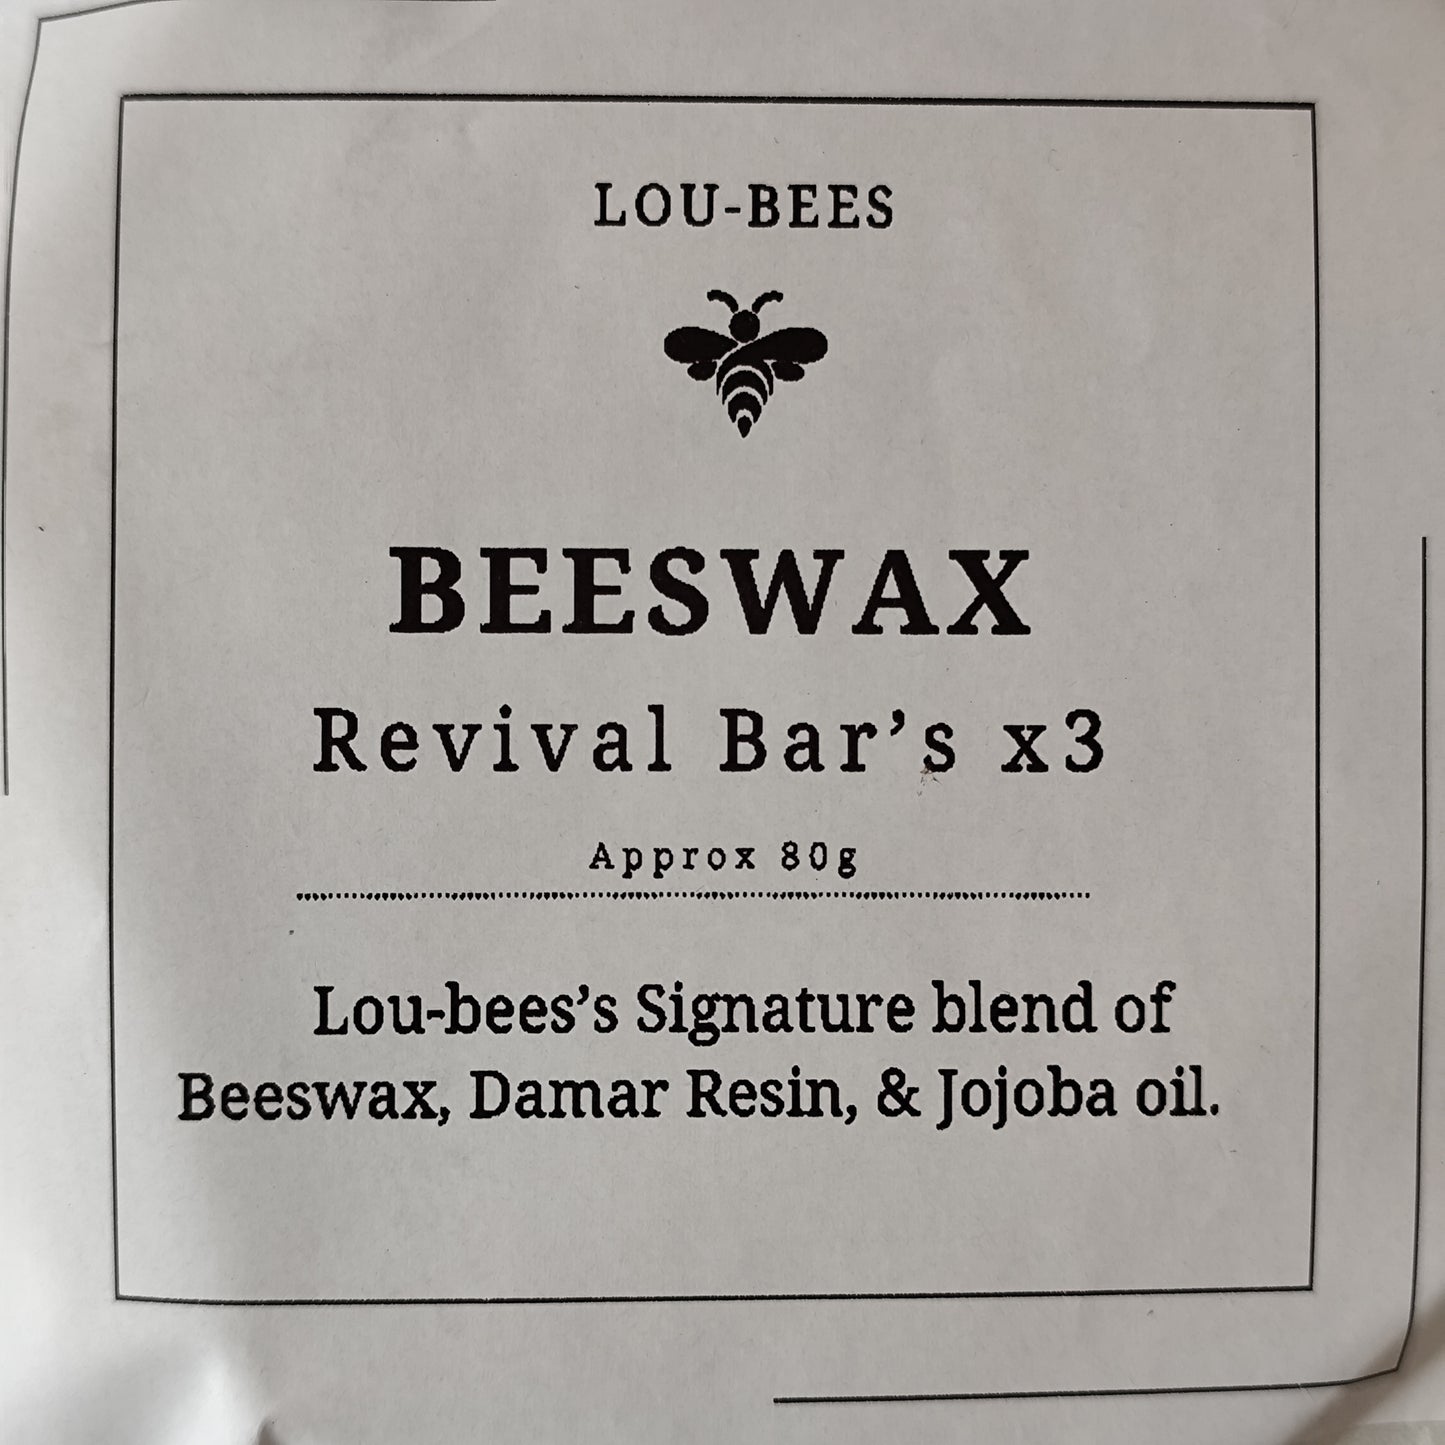 LOU-BEES
BEESWAX
Revival Bar’s x3
Approx 80g
Lou-bees’s Signature blend of
Beeswax, Damar Resin, & Jojoba oil.